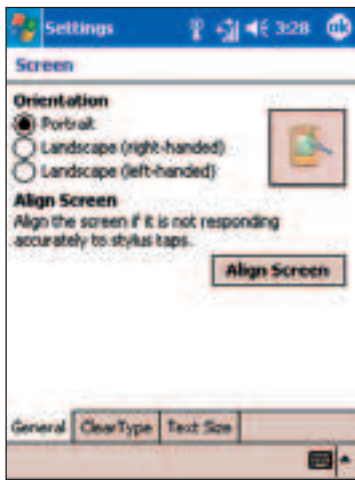 Settings 3:28 ok
Screen
Orientation
Portrait
Landscape (right-handed)
Landscape (left-handed)
Align Screen
Align the screen if it is not responding
accurately to stylus taps.
Align Screen
General ClearType Text Size